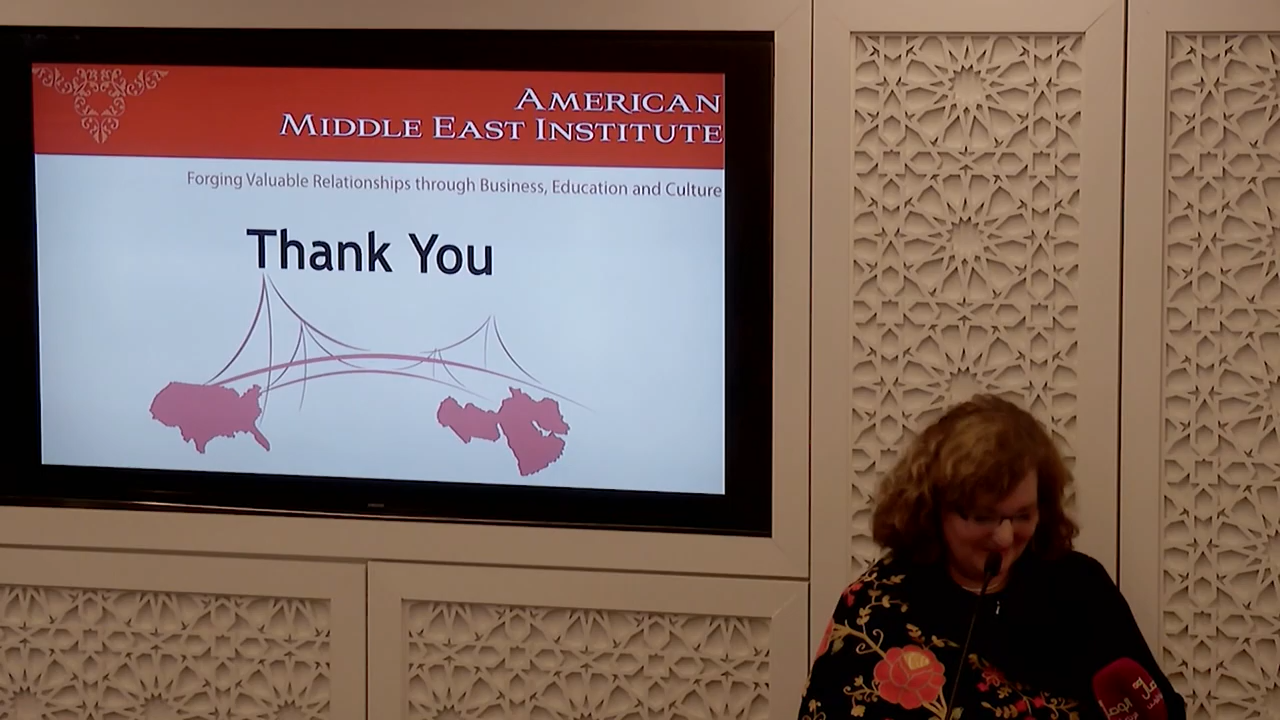 AMERICAN
MIDDLE EAST INSTITUTE
Forging Valuable Relationships through Business, Education and Culture
Thank You